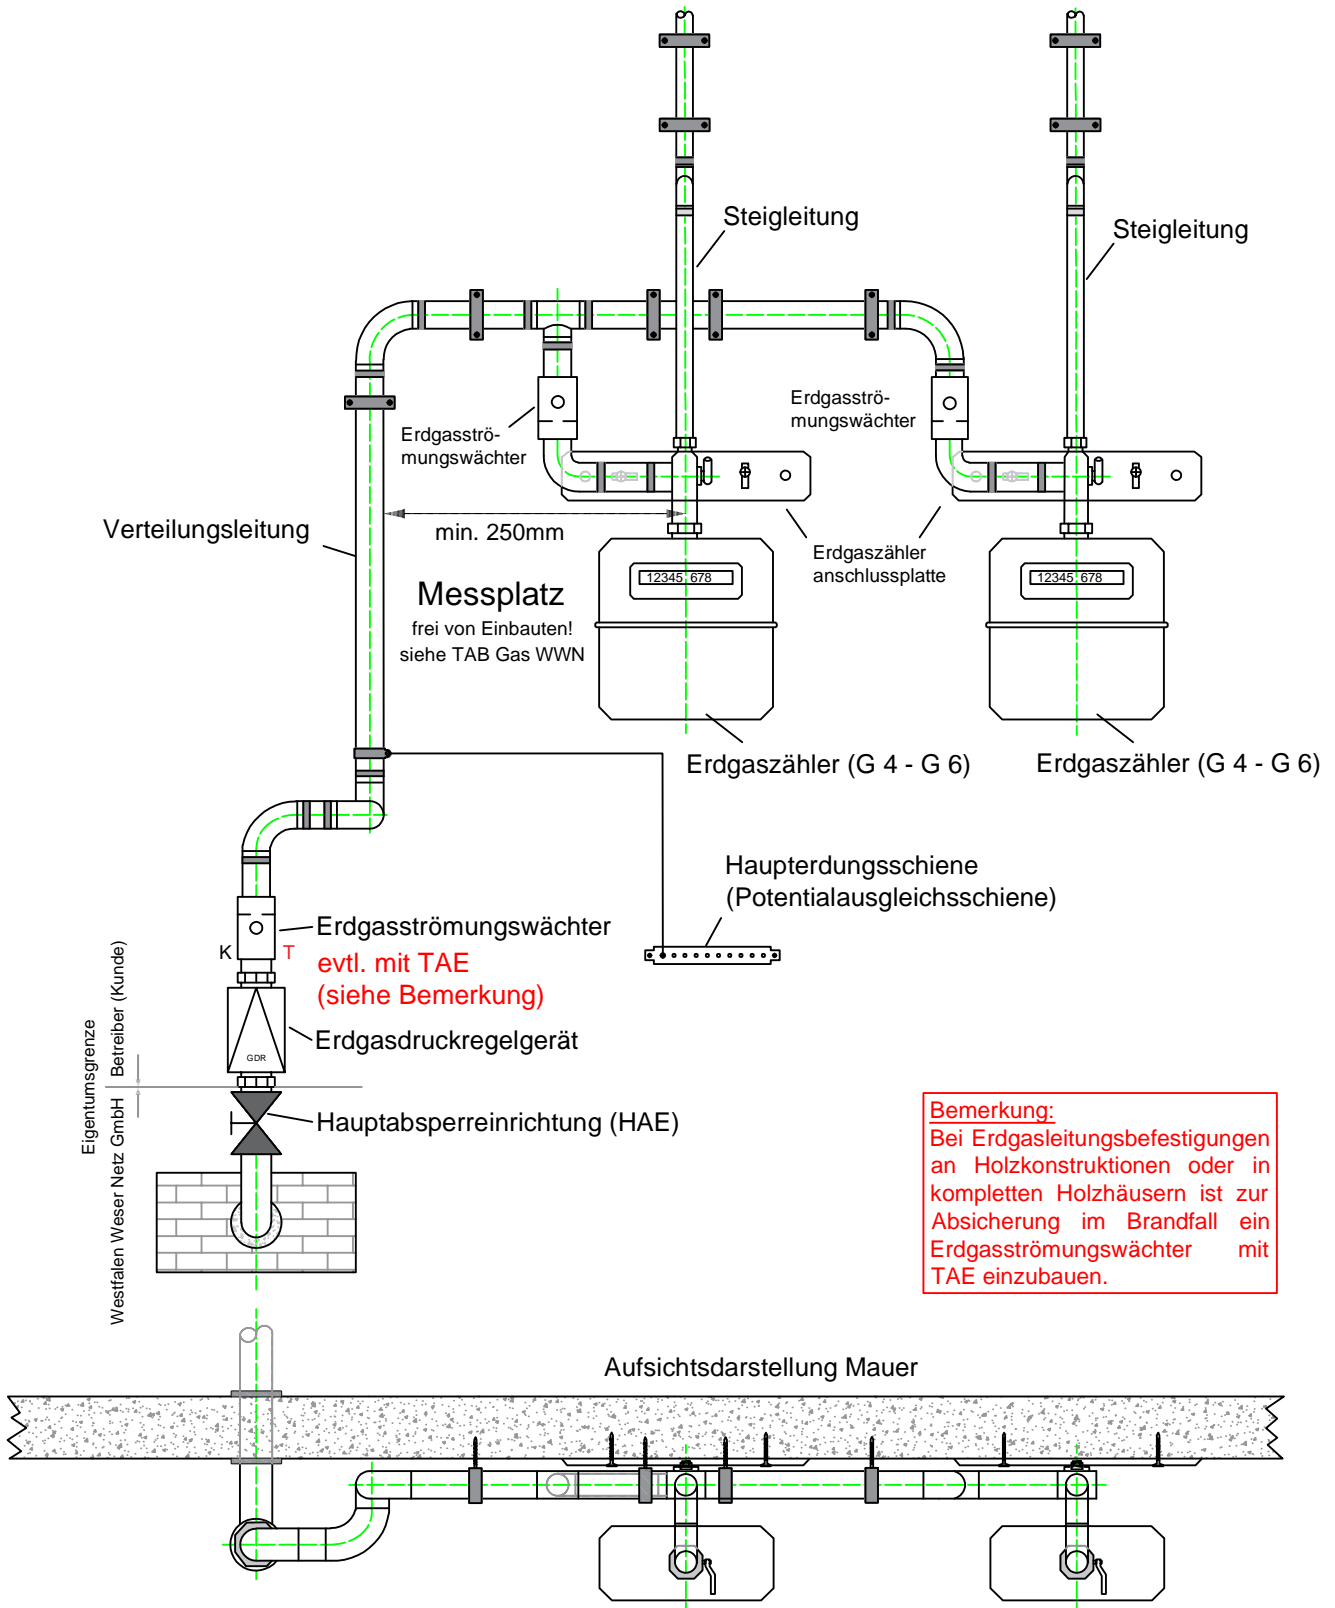 Steigleitung
Steigleitung
Erdgasströ-
mungswächter
Erdgasströ-
mungswächter
Verteilungsleitung
min. 250mm
Erdgaszähler
anschlussplatte
12345 678
12345 678
Messplatz
frei von Einbauten!
siehe TAB Gas WWN
Erdgaszähler (G 4 - G 6)
Erdgaszähler (G 4 - G 6)
Haupterdungsschiene
(Potentialausgleichsschiene)
Erdgasströmungswächter
K
T
evtl. mit TAE
(siehe Bemerkung)
Erdgasdruckregelgerät
GDR
Eigentumsgrenze
Betreiber (Kunde)
Westfalen Weser Netz GmbH
Hauptabsperreinrichtung (HAE)
Bemerkung:
Bei Erdgasleitungsbefestigungen
an Holzkonstruktionen oder in
kompletten Holzhäusern ist zur
Absicherung im Brandfall ein
Erdgasströmungswächter mit
TAE einzubauen.
Aufsichtsdarstellung Mauer